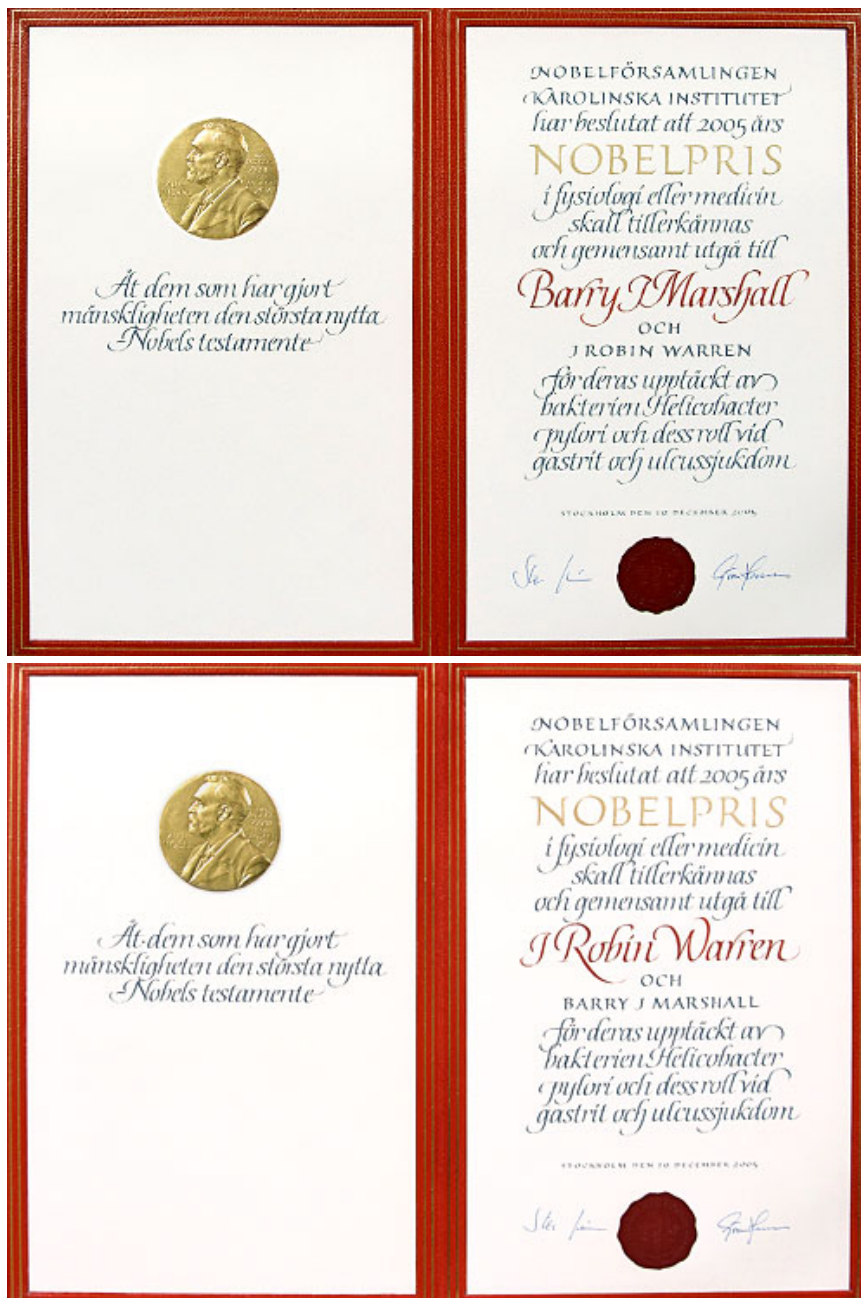 Åt dem som har gjort
mänskligheten den största nytta
Nobels testamente
NOBELFÖRSAMLINGEN
KAROLINSKA INSTITUTET
har beslutat att 2005 års
NOBELPRIS
i fysiologi eller medicin
skall tillerkännas
och gemensamt utgå till
Barry J Marshall
OCH
J ROBIN WARREN
för deras upptäckt av
bakterien Helicobacter
pylori och dess roll vid
gastrit och ulcussjukdom
STOCKHOLM DEN 10 DECEMBER 2005
Åt dem som har gjort
mänskligheten den största nytta
Nobels testamente
NOBELFÖRSAMLINGEN
KAROLINSKA INSTITUTET
har beslutat att 2005 års
NOBELPRIS
i fysiologi eller medicin
skall tillerkännas
och gemensamt utgå till
J Robin Warren
OCH
BARRY J MARSHALL
för deras upptäckt av
bakterien Helicobacter
pylori och dess roll vid
gastrit och ulcussjukdom
STOCKHOLM DEN 10 DECEMBER 2005